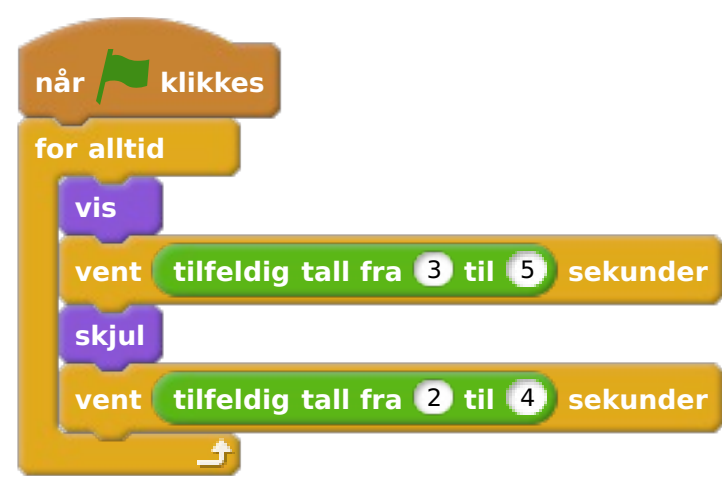 når klikkes
for alltid
vis
vent tilfeldig tall fra 3 til 5 sekunder
skjul
vent tilfeldig tall fra 2 til 4 sekunder